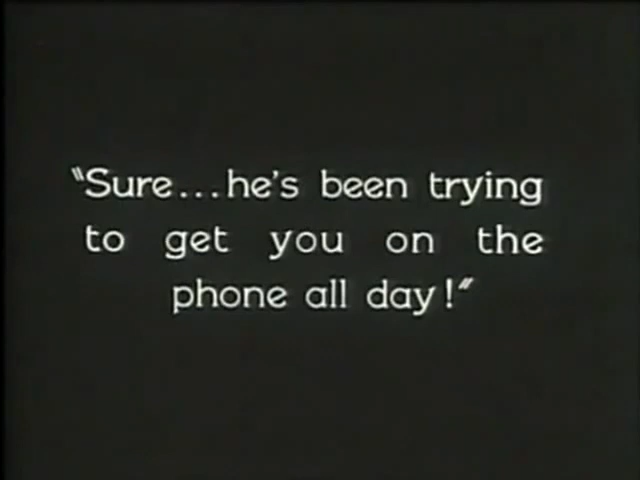 "Sure...he's been trying
to get you on the
phone all day!"